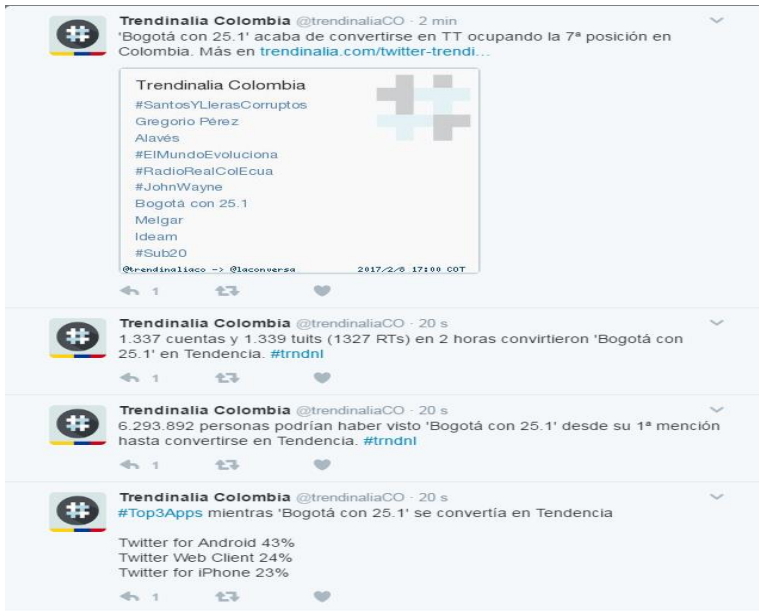 Trendinalia Colombia @trendinaliaCO · 2 min
'Bogotá con 25.1' acaba de convertirse en TT ocupando la 7ª posición en
Colombia. Más en trendinalia.com/twitter-trendi...
Trendinalia Colombia
#SantosYLlerasCorruptos
Gregorio Pérez
Alavés
#ElMundoEvoluciona
#RadioRealColEcua
#JohnWayne
Bogotá con 25.1
Melgar
Ideam
#Sub20
@trendinaliaco -> @laconversa 2017/2/8 17:00 COT
1
Trendinalia Colombia @trendinaliaCO · 20 s
1.337 cuentas y 1.339 tuits (1327 RTs) en 2 horas convirtieron 'Bogotá con
25.1' en Tendencia. #trndnl
1
Trendinalia Colombia @trendinaliaCO · 20 s
6.293.892 personas podrían haber visto 'Bogotá con 25.1' desde su 1ª mención
hasta convertirse en Tendencia. #trndnl
1
Trendinalia Colombia @trendinaliaCO · 20 s
#Top3Apps mientras 'Bogotá con 25.1' se convertía en Tendencia
Twitter for Android 43%
Twitter Web Client 24%
Twitter for iPhone 23%
1